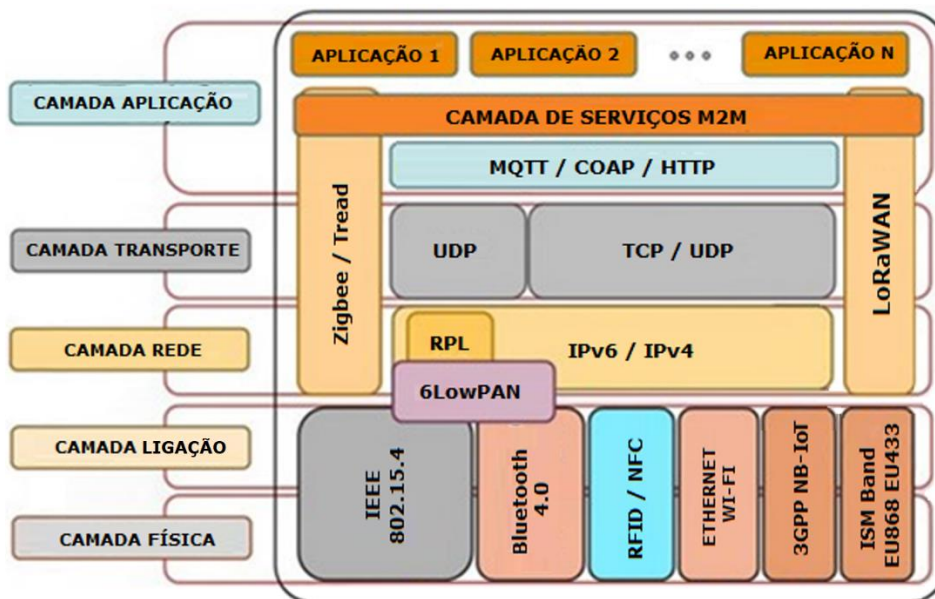 APLICAÇÃO 1
APLICAÇÃO 2
APLICAÇÃO N
CAMADA APLICAÇÃO
CAMADA DE SERVIÇOS M2M
MQTT / COAP / HTTP
Zigbee / Tread
LoRaWAN
CAMADA TRANSPORTE
UDP
TCP / UDP
CAMADA REDE
RPL
IPv6 / IPv4
6LowPAN
CAMADA LIGAÇÃO
CAMADA FÍSICA
IEEE
802.15.4
Bluetooth
4.0
RFID / NFC
ETHERNET
WI-FI
3GPP NB-IoT
ISM Band
EU868 EU433